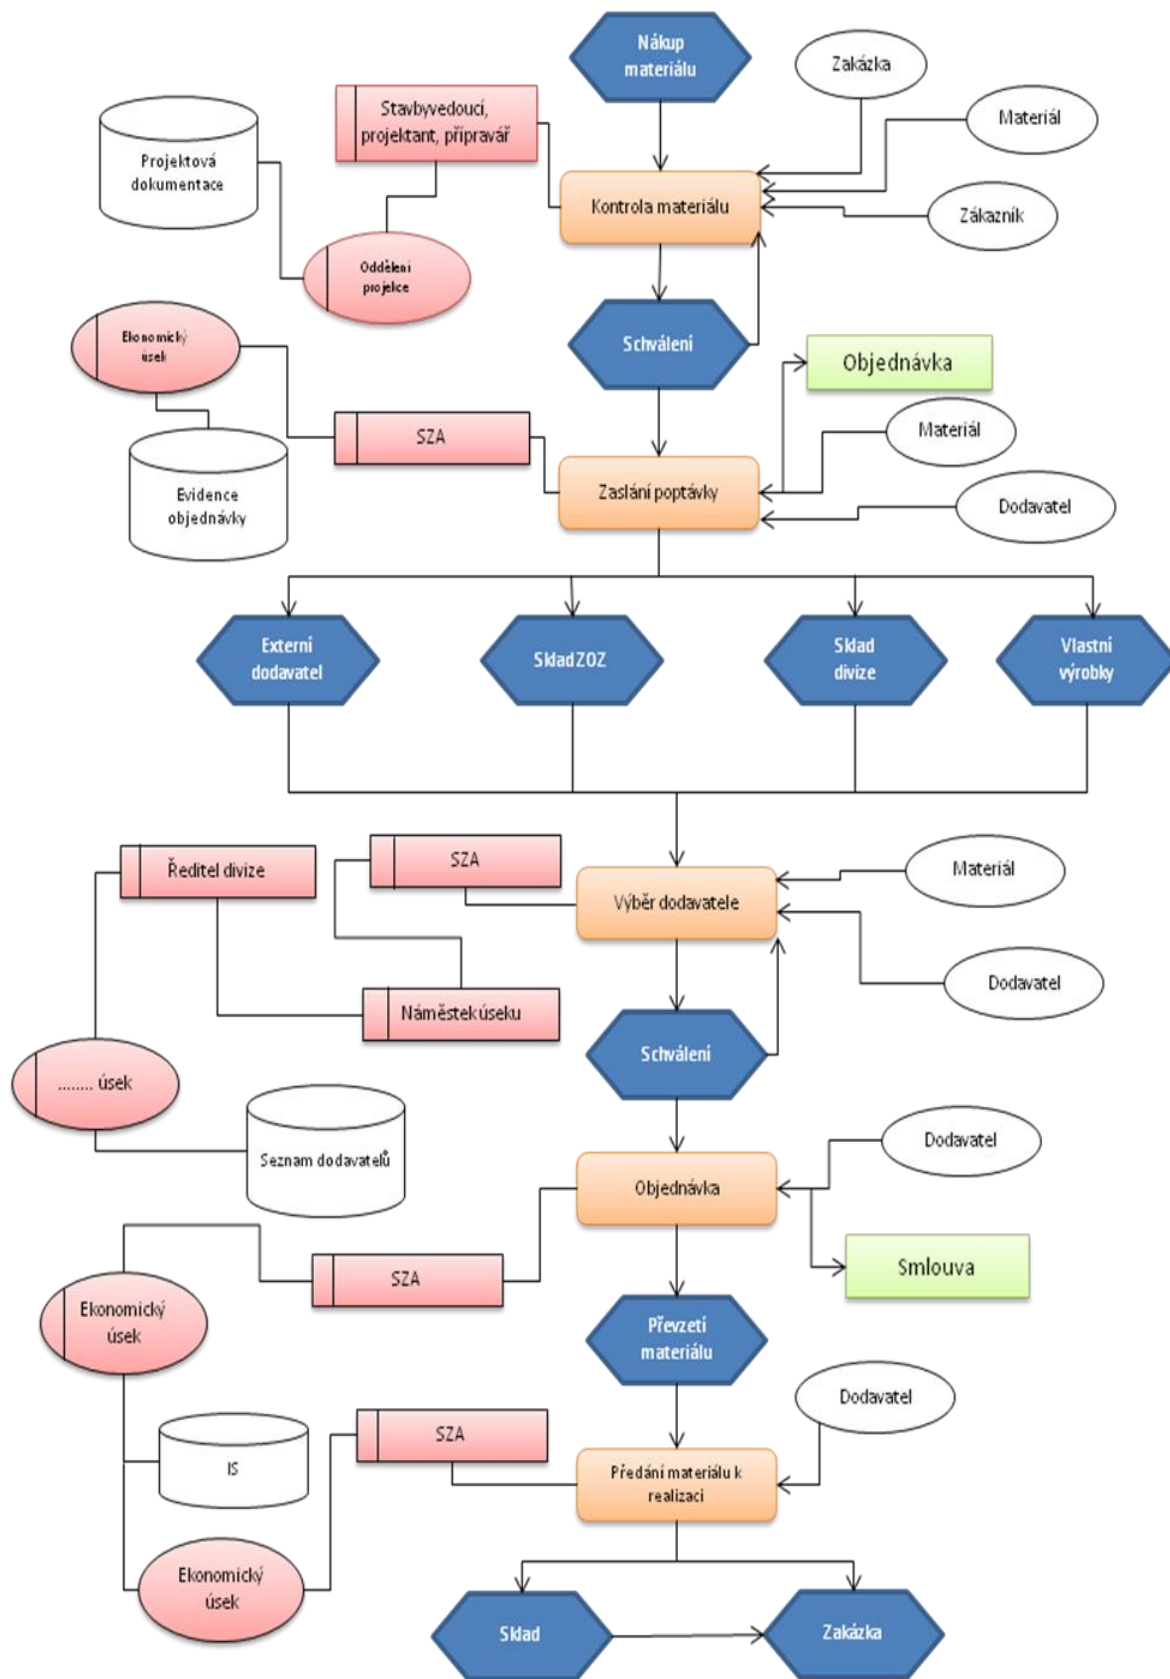 Nákup
materiálu
Zakázka
Stavbyvedoucí,
projektant, přípravář
Materiál
Projektová
dokumentace
Kontrola materiálu
Zákazník
Oddělení
projekce
Ekonomický
úsek
Schválení
Objednávka
SZA
Materiál
Evidence
objednávky
Zaslání poptávky
Dodavatel
Externí
dodavatel
Sklad ZOZ
Sklad
divize
Vlastní
výrobky
Ředitel divize
SZA
Výběr dodavatele
Materiál
Dodavatel
Náměstek úseku
Schválení
........ úsek
Seznam dodavatelů
Dodavatel
Objednávka
SZA
Smlouva
Ekonomický
úsek
Převzetí
materiálu
Dodavatel
SZA
IS
Předání materiálu k
realizaci
Ekonomický
úsek
Sklad
Zakázka